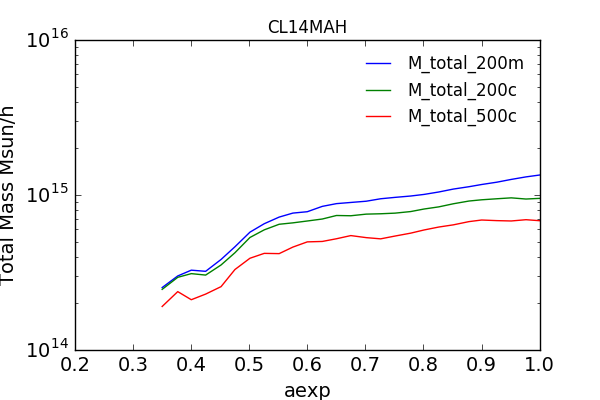 CL14MAH
10^16
M_total_200m
M_total_200c
M_total_500c
Total Mass Msun/h
10^15
10^14
0.2 0.3 0.4 0.5 0.6 0.7 0.8 0.9 1.0
aexp